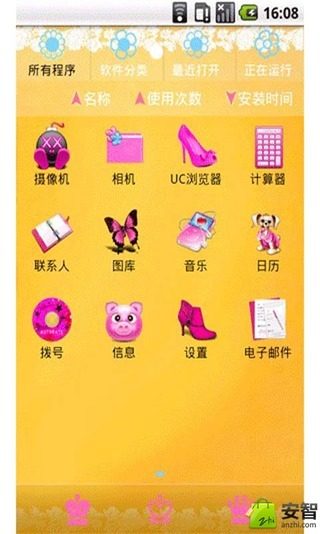 16:08
所有程序 软件分类 最近打开 正在运行
名称 使用次数 安装时间
摄像机 相机 UC浏览器 计算器
联系人 图库 音乐 日历
拨号 信息 设置 电子邮件
安智
zhi anzhi.com